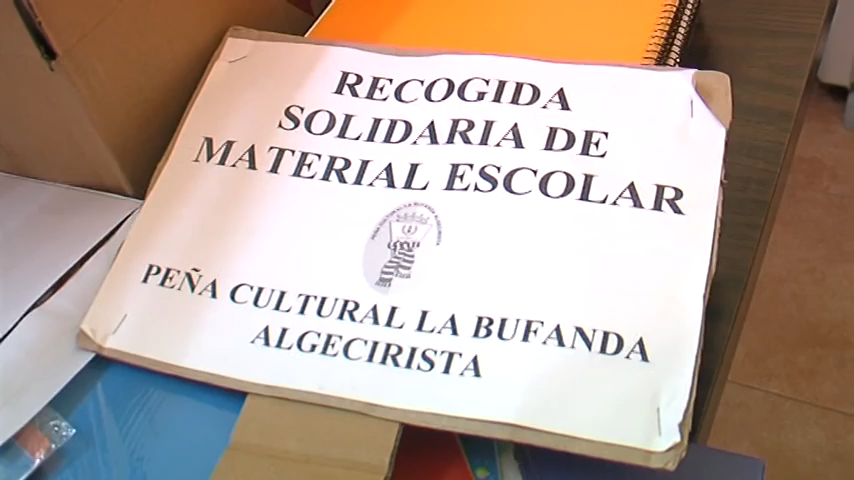 RECOGIDA
SOLIDARIA DE
MATERIAL ESCOLAR
PEÑA CULTURAL LA BUFANDA
ALGECIRISTA